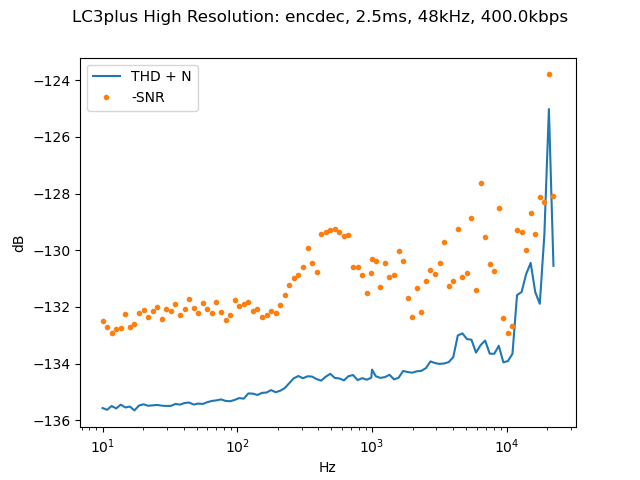 LC3plus High Resolution: encdec, 2.5ms, 48kHz, 400.0kbps
THD + N
-SNR
−124
−126
−128
−130
−132
−134
−136
dB
10¹ 10² 10³ 10⁴
Hz